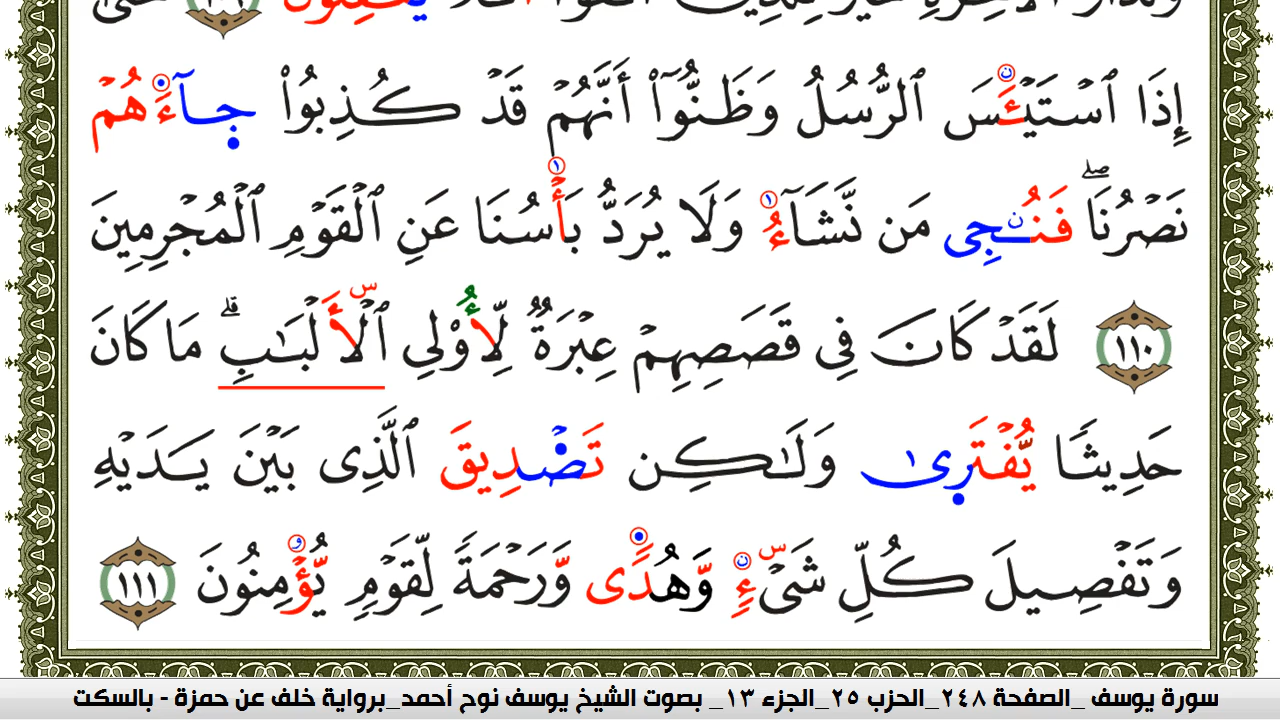 إِذَا ٱسْتَيْـَٔسَ ٱلرُّسُلُ وَظَنُّوٓا۟ أَنَّهُمْ قَدْ كُذِبُوا۟ جَآءَهُمْ
نَصْرُنَا ۖ فَنُـۨجِى مَن نَّشَآءُ وَلَا يُرَدُّ بَأْسُنَا عَنِ ٱلْقَوْمِ ٱلْمُجْرِمِينَ
١١٠ لَقَدْ كَانَ فِى قَصَصِهِمْ عِبْرَةٌ لِّأُو۟لِى ٱلْأَلْبَـٰبِ ۗ مَا كَانَ
حَدِيثًا يُفْتَرَىٰ وَلَـٰكِن تَضْدِيقَ ٱلَّذِى بَيْنَ يَدَيْهِ
وَتَفْصِيلَ كُلِّ شَىْءٍ وَهُدًى وَرَحْمَةً لِّقَوْمٍ يُؤْمِنُونَ ١١١
سورة يوسف _الصفحة ٢٤٨_الحزب ٢٥_الجزء ١٣_ بصوت الشيخ يوسف نوح أحمد_برواية خلف عن حمزة - بالسكت